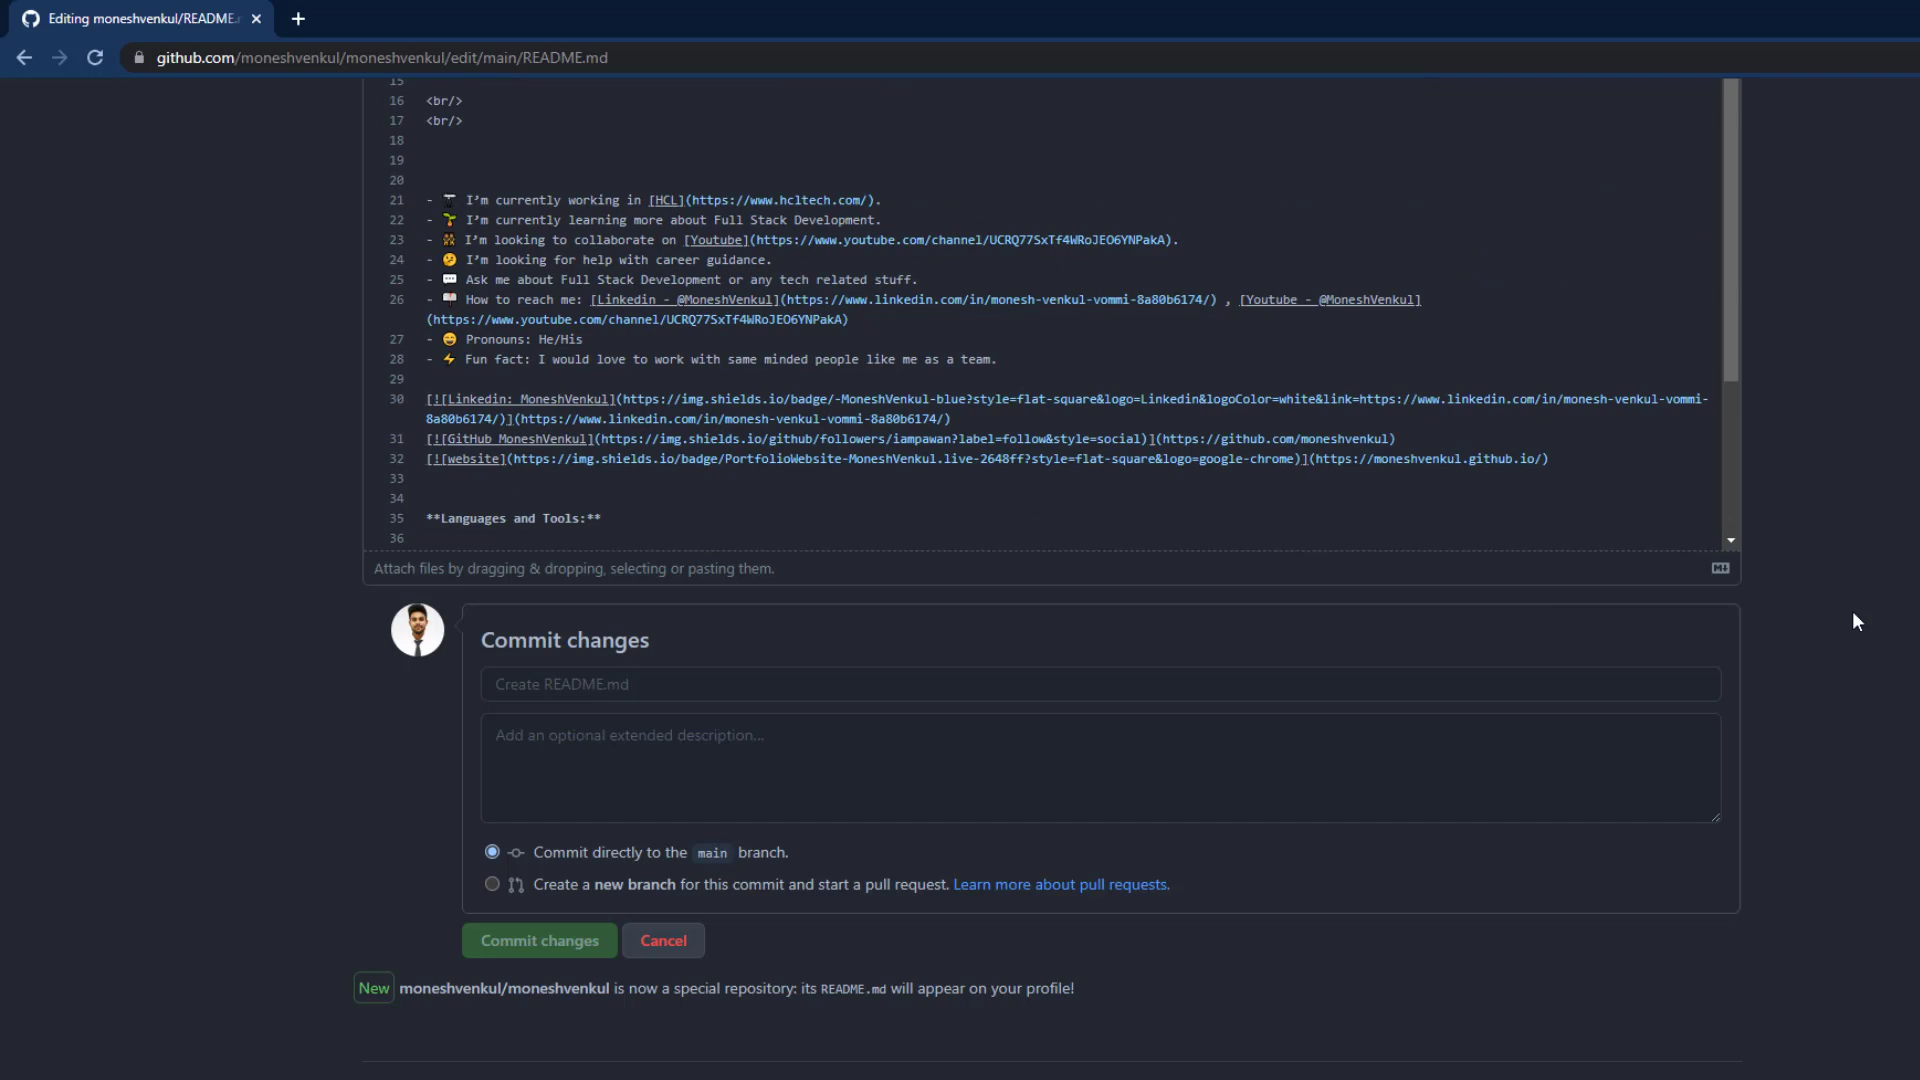 Editing moneshvenkul/README.
github.com/moneshvenkul/moneshvenkul/edit/main/README.md
15
16 <br/>
17 <br/>
18
19
20
21 - I'm currently working in [HCL](https://www.hcltech.com/).
22 - 🌱 I'm currently learning more about Full Stack Development.
23 - 👯 I'm looking to collaborate on [Youtube](https://www.youtube.com/channel/UCRQ77SxTf4WRoJEO6YNPakA).
24 - 🤔 I'm looking for help with career guidance.
25 - 💬 Ask me about Full Stack Development or any tech related stuff.
26 - 📫 How to reach me: [Linkedin - @MoneshVenkul](https://www.linkedin.com/in/monesh-venkul-vommi-8a80b6174/) , [Youtube - @MoneshVenkul]
(https://www.youtube.com/channel/UCRQ77SxTf4WRoJEO6YNPakA)
27 - 😄 Pronouns: He/His
28 - ⚡ Fun fact: I would love to work with same minded people like me as a team.
29
30 [![Linkedin: MoneshVenkul](https://img.shields.io/badge/-MoneshVenkul-blue?style=flat-square&logo=Linkedin&logoColor=white&link=https://www.linkedin.com/in/monesh-venkul-vommi-
8a80b6174/)](https://www.linkedin.com/in/monesh-venkul-vommi-8a80b6174/)
31 [![GitHub MoneshVenkul](https://img.shields.io/github/followers/iampawan?label=follow&style=social)](https://github.com/moneshvenkul)
32 [![website](https://img.shields.io/badge/PortfolioWebsite-MoneshVenkul.live-2648ff?style=flat-square&logo=google-chrome)](https://moneshvenkul.github.io/)
33
34
35 **Languages and Tools:**
36
Attach files by dragging & dropping, selecting or pasting them.
Commit changes
Create README.md
Add an optional extended description...
Commit directly to the main branch.
Create a new branch for this commit and start a pull request. Learn more about pull requests.
Commit changes Cancel
New moneshvenkul/moneshvenkul is now a special repository: its README.md will appear on your profile!